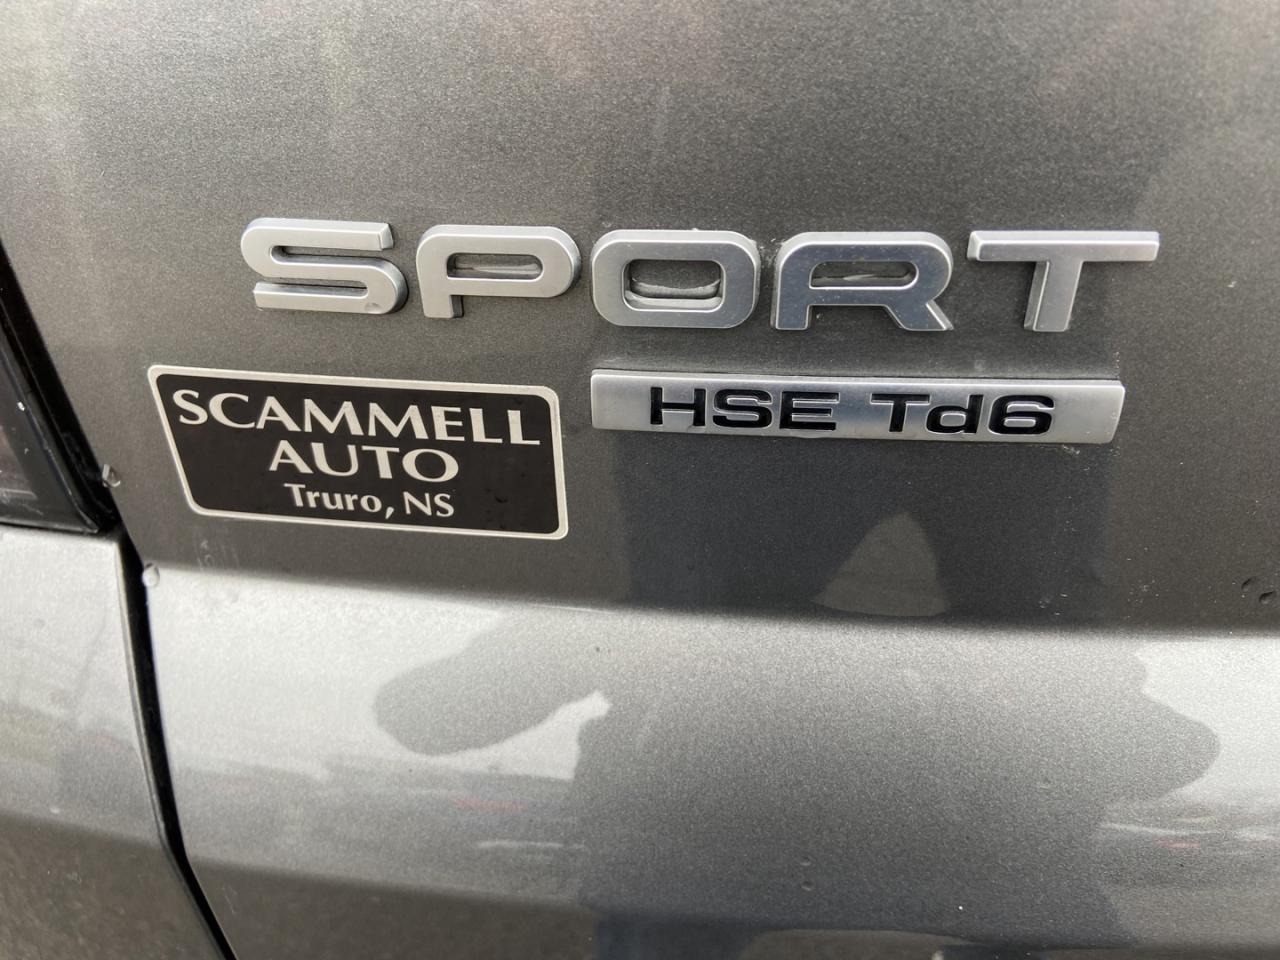 SPORT
HSE Td6
SCAMMELL
AUTO
Truro, NS